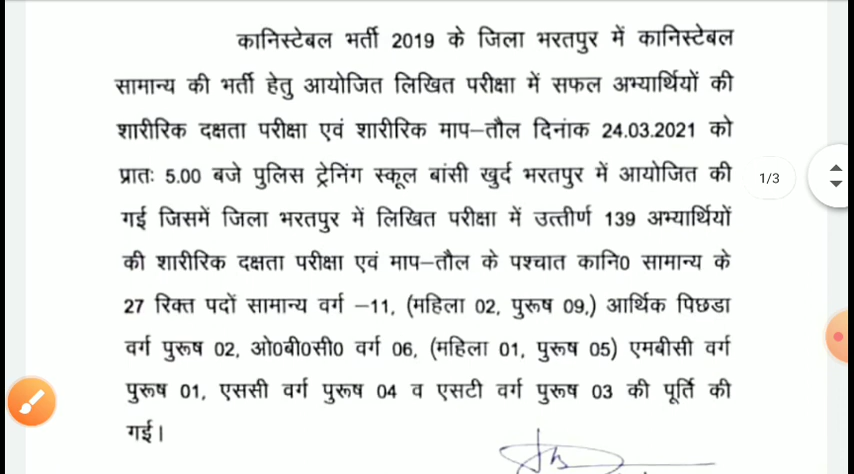 कानिस्टेबल भर्ती 2019 के जिला भरतपुर में कानिस्टेबल
सामान्य की भर्ती हेतु आयोजित लिखित परीक्षा में सफल अभ्यार्थियों की
शारीरिक दक्षता परीक्षा एवं शारीरिक माप–तौल दिनांक 24.03.2021 को
प्रातः 5.00 बजे पुलिस ट्रेनिंग स्कूल बांसी खुर्द भरतपुर में आयोजित की
1/3
गई जिसमें जिला भरतपुर में लिखित परीक्षा में उत्तीर्ण 139 अभ्यार्थियों
की शारीरिक दक्षता परीक्षा एवं माप–तौल के पश्चात कानि0 सामान्य के
27 रिक्त पदों सामान्य वर्ग –11, (महिला 02, पुरूष 09,) आर्थिक पिछडा
वर्ग पुरूष 02, ओ0बी0सी0 वर्ग 06, (महिला 01, पुरूष 05) एमबीसी वर्ग
पुरूष 01, एससी वर्ग पुरूष 04 व एसटी वर्ग पुरूष 03 की पूर्ति की
गई।